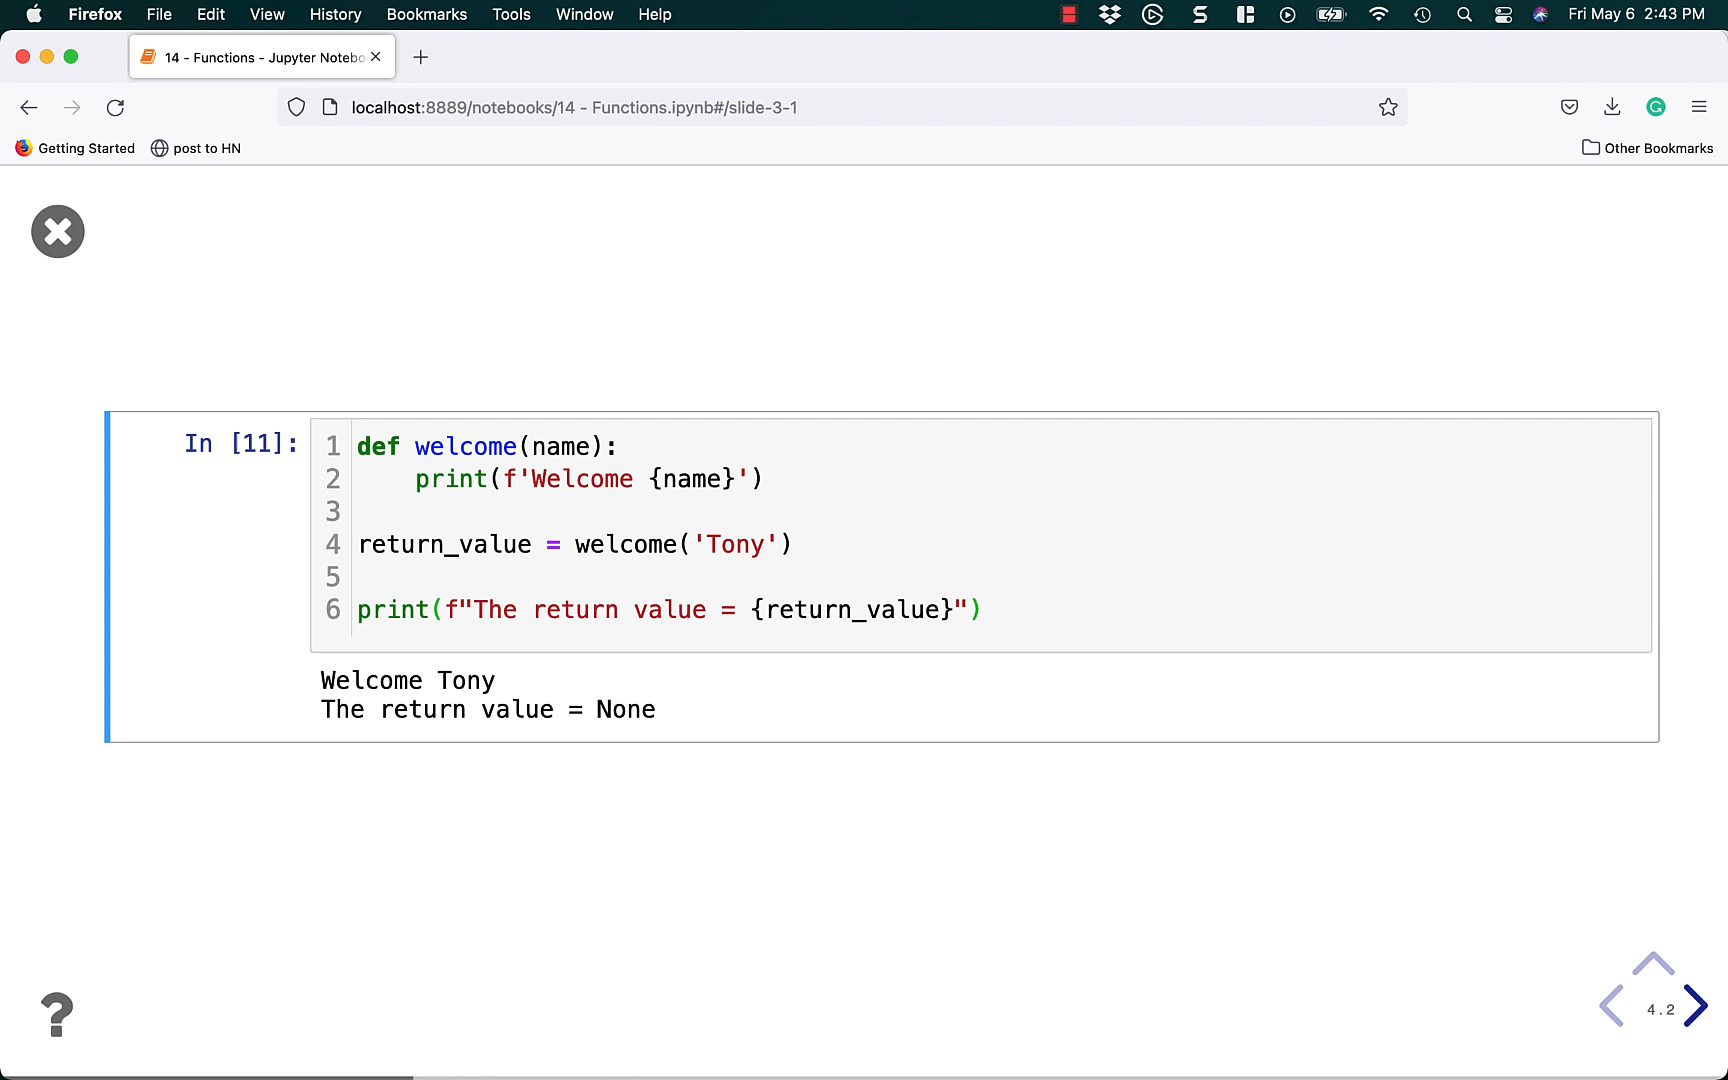 Firefox File Edit View History Bookmarks Tools Window Help Fri May 6 2:43 PM
14 - Functions - Jupyter Notebo
localhost:8889/notebooks/14 - Functions.ipynb#/slide-3-1
Getting Started post to HN Other Bookmarks
In [11]:
1 def welcome(name):
2     print(f'Welcome {name}')
3
4 return_value = welcome('Tony')
5
6 print(f"The return value = {return_value}")
Welcome Tony
The return value = None
?
4.2